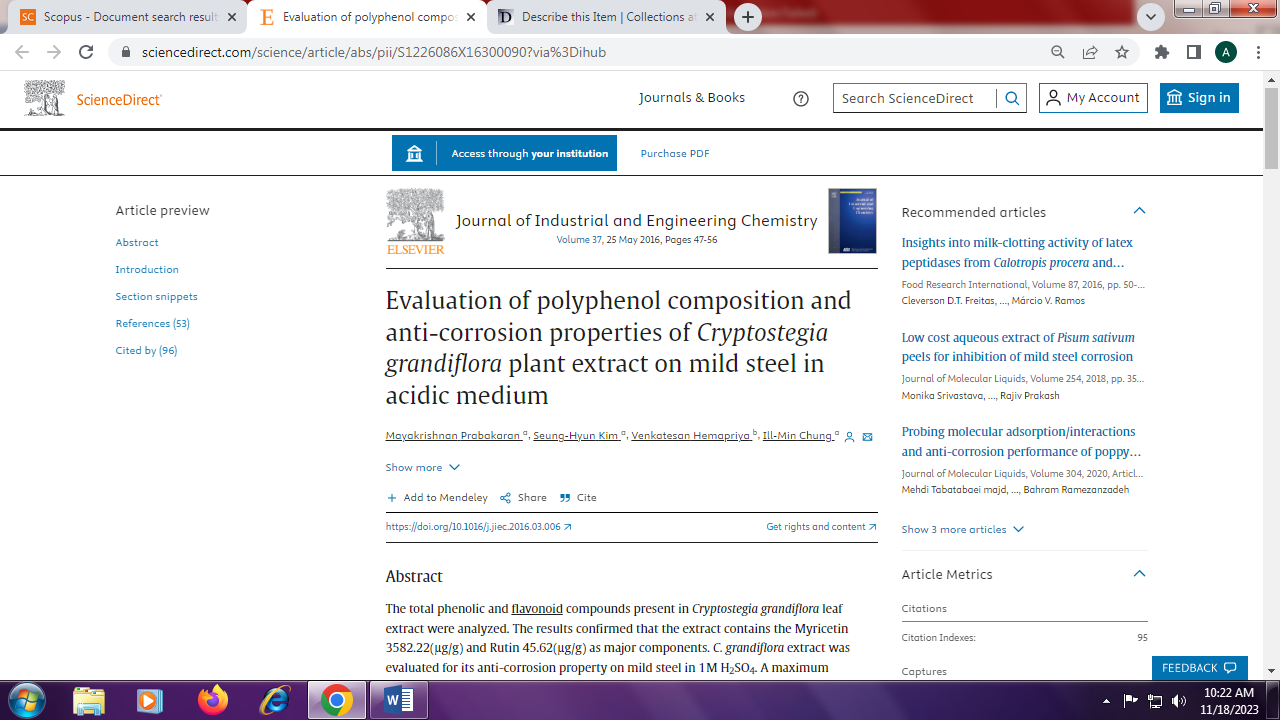 Scopus - Document search result
Evaluation of polyphenol compos
Describe this Item | Collections a
sciencedirect.com/science/article/abs/pii/S1226086X16300090?via%3Dihub
A
ScienceDirect
Journals & Books
Search ScienceDirect
My Account
Sign in
Access through your institution
Purchase PDF
Article preview
Abstract
Introduction
Section snippets
References (53)
Cited by (96)
ELSEVIER
Journal of Industrial and Engineering Chemistry
Volume 37, 25 May 2016, Pages 47-56
Evaluation of polyphenol composition and
anti-corrosion properties of Cryptostegia
grandiflora plant extract on mild steel in
acidic medium
Mayakrishnan Prabakaran a, Seung-Hyun Kim a, Venkatesan Hemapriya b, Ill-Min Chung a
Show more
Add to Mendeley
Share
Cite
https://doi.org/10.1016/j.jiec.2016.03.006
Get rights and content
Abstract
The total phenolic and flavonoid compounds present in Cryptostegia grandiflora leaf
extract were analyzed. The results confirmed that the extract contains the Myricetin
3582.22(μg/g) and Rutin 45.62(μg/g) as major components. C. grandiflora extract was
evaluated for its anti-corrosion property on mild steel in 1 M H₂SO₄. A maximum
Recommended articles
Insights into milk-clotting activity of latex
peptidases from Calotropis procera and…
Food Research International, Volume 87, 2016, pp. 50-…
Cleverson D.T. Freitas, …, Márcio V. Ramos
Low cost aqueous extract of Pisum sativum
peels for inhibition of mild steel corrosion
Journal of Molecular Liquids, Volume 254, 2018, pp. 35…
Monika Srivastava, …, Rajiv Prakash
Probing molecular adsorption/interactions
and anti-corrosion performance of poppy…
Journal of Molecular Liquids, Volume 304, 2020, Articl…
Mehdi Tabatabaei majd, …, Bahram Ramezanzadeh
Show 3 more articles
Article Metrics
Citations
Citation Indexes: 95
Captures
FEEDBACK
10:22 AM
11/18/2023